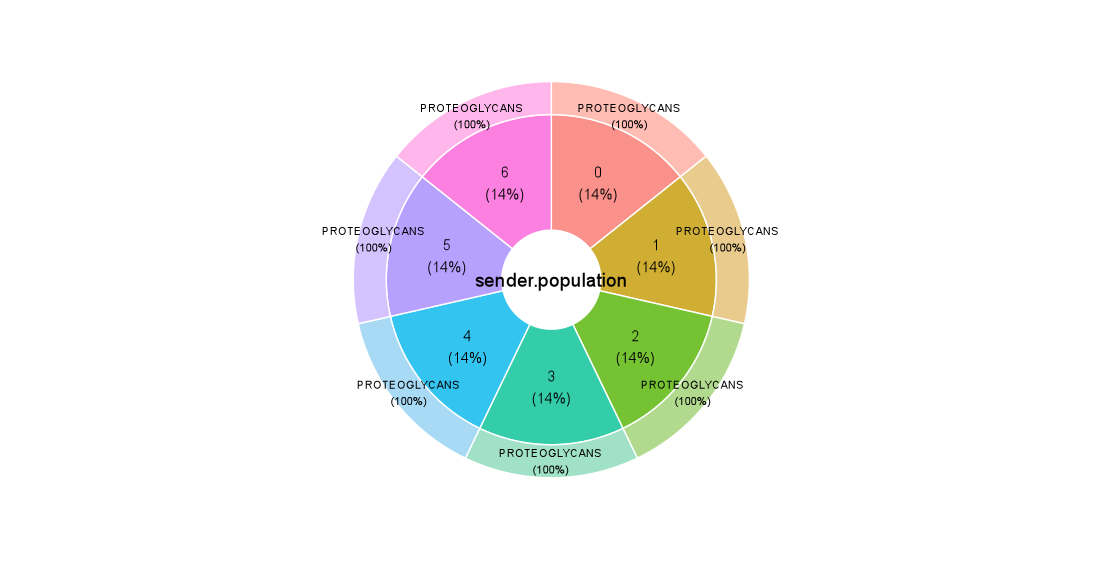 PROTEOGLYCANS
(100%)
PROTEOGLYCANS
(100%)
6
(14%)
0
(14%)
PROTEOGLYCANS
(100%)
5
(14%)
1
(14%)
PROTEOGLYCANS
(100%)
sender.population
4
(14%)
2
(14%)
PROTEOGLYCANS
(100%)
3
(14%)
PROTEOGLYCANS
(100%)
PROTEOGLYCANS
(100%)